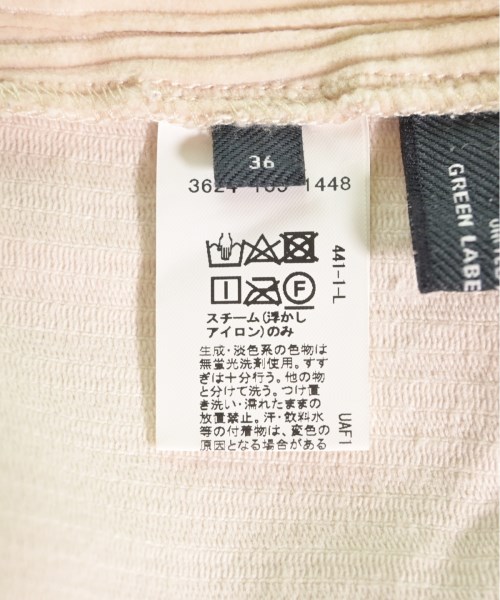 36
3624 1448
441-1-L
F
スチーム(浮かし
アイロン)のみ
生成・淡色系の色物は
無蛍光洗剤使用。すす
ぎは十分行う。他の物
と分けて洗う。つけ置
き洗い・濡れたままの
放置禁止。汗・飲料水
等の付着物は、変色の
原因となる場合がある
UAF1
GREEN LABE